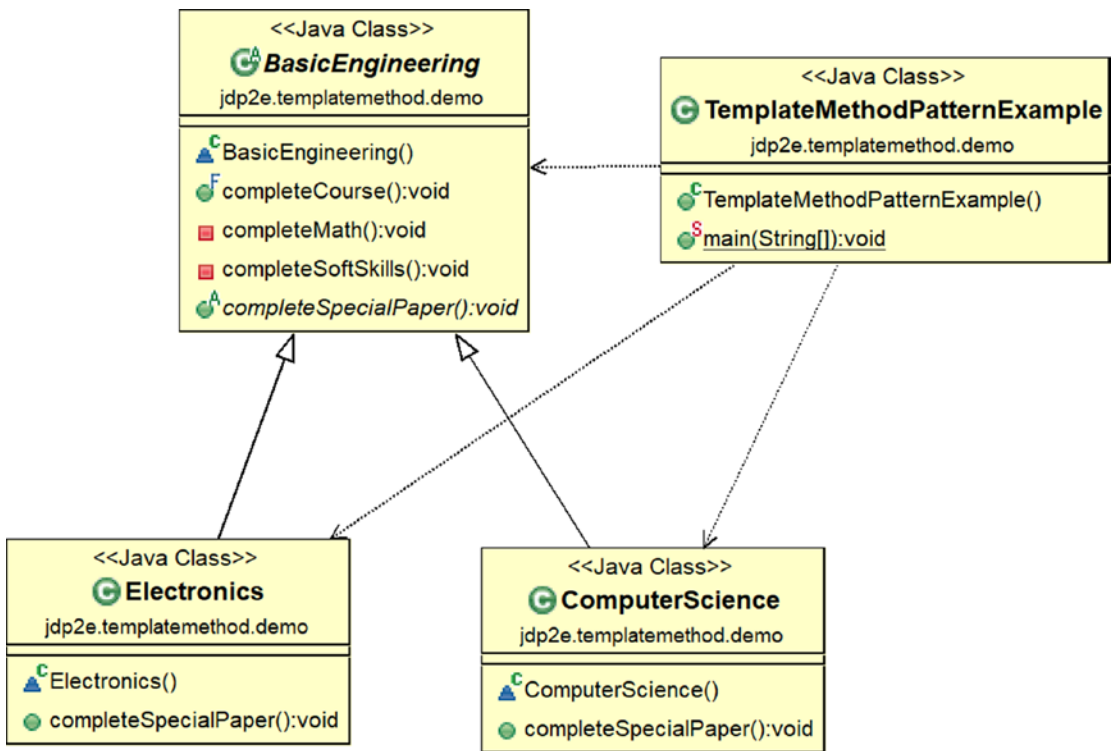 <<Java Class>>
BasicEngineering
jdp2e.templatemethod.demo
BasicEngineering()
completeCourse():void
completeMath():void
completeSoftSkills():void
completeSpecialPaper():void
<<Java Class>>
TemplateMethodPatternExample
jdp2e.templatemethod.demo
TemplateMethodPatternExample()
main(String[]):void
<<Java Class>>
Electronics
jdp2e.templatemethod.demo
Electronics()
completeSpecialPaper():void
<<Java Class>>
ComputerScience
jdp2e.templatemethod.demo
ComputerScience()
completeSpecialPaper():void